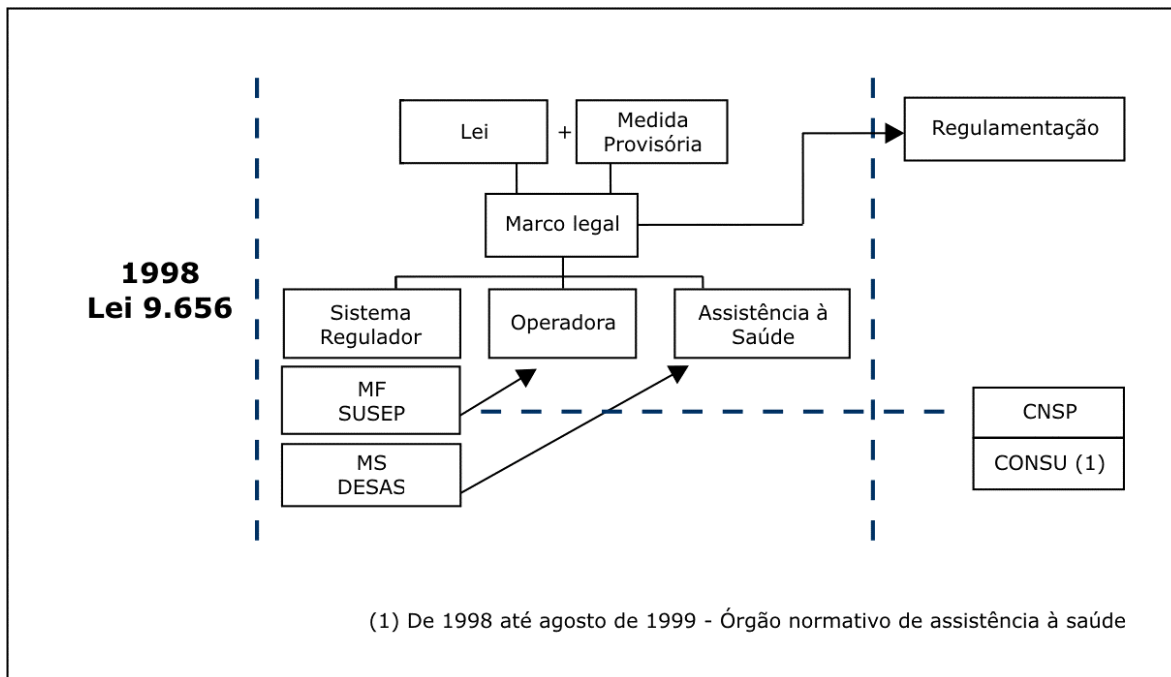 Lei
+
Medida
Provisória
Regulamentação
Marco legal
1998
Lei 9.656
Sistema
Regulador
Operadora
Assistência à
Saúde
MF
SUSEP
CNSP
MS
DESAS
CONSU (1)
(1) De 1998 até agosto de 1999 - Órgão normativo de assistência à saúde